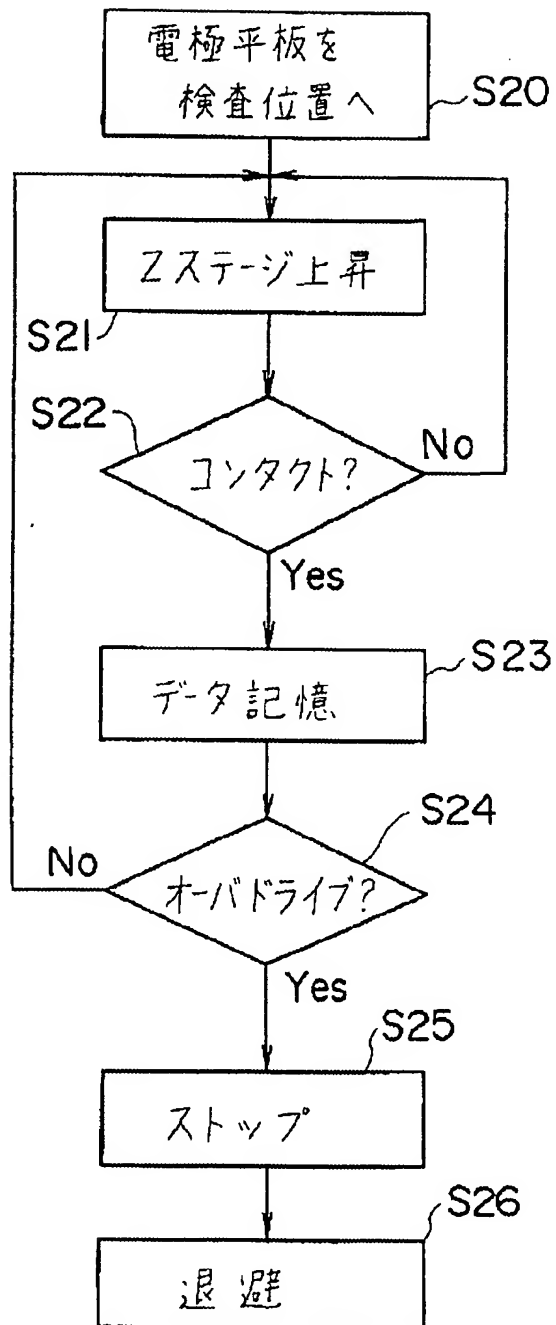 電極平板を
検査位置へ
S20
Zステージ上昇
S21
S22
コンタクト?
No
Yes
S23
データ記憶
S24
No
オーバドライブ?
Yes
S25
ストップ
S26
退避